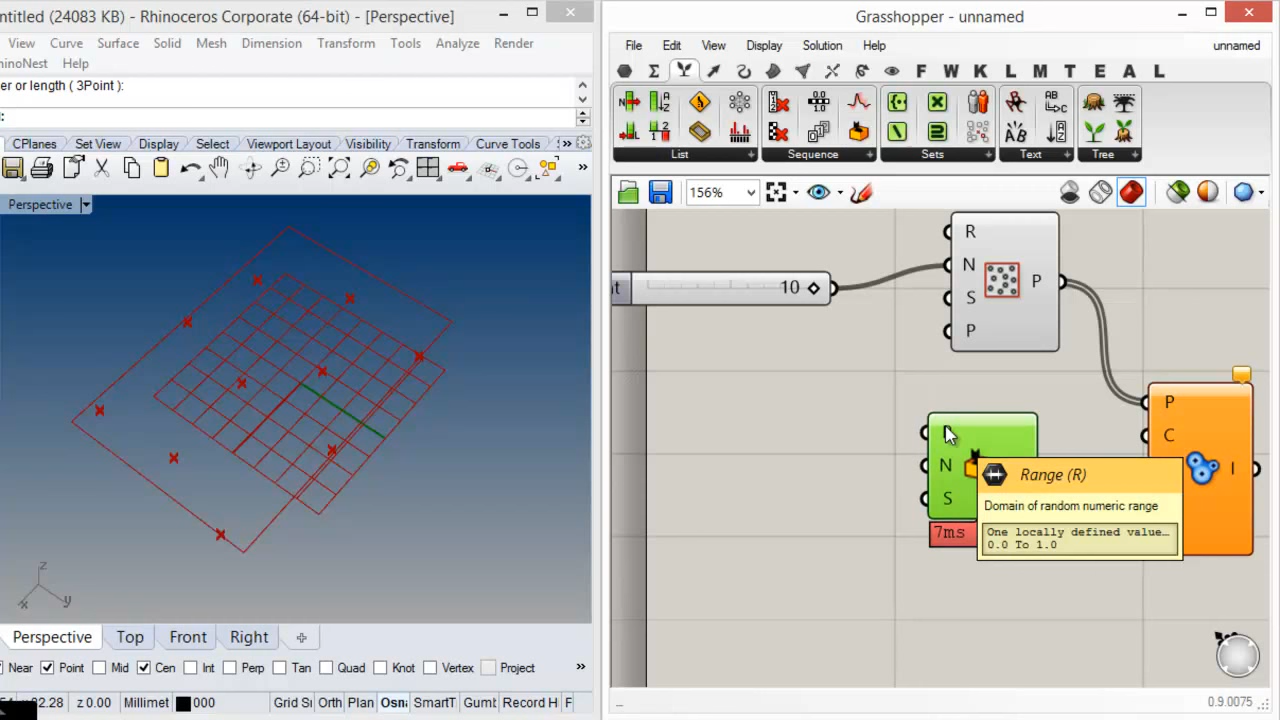 ntitled (24083 KB) - Rhinoceros Corporate (64-bit) - [Perspective]
View Curve Surface Solid Mesh Dimension Transform Tools Analyze Render
hinoNest Help
er or length ( 3Point ):
:
CPlanes Set View Display Select Viewport Layout Visibility Transform Curve Tools »
»
Perspective
z
x y
Perspective Top Front Right
Near Point Mid Cen Int Perp Tan Quad Knot Vertex Project »
z 0.00 Millimet 000 Grid Sı Orth Plan Osna SmartT Gumb Record H F
Grasshopper - unnamed
File Edit View Display Solution Help unnamed
F W K L M T E A L
List Sequence Sets Text Tree
156%
R
N
S
P
P
10
N
S
7ms
P
C
I
Range (R)
Domain of random numeric range
One locally defined value…
0.0 To 1.0
0.9.0075